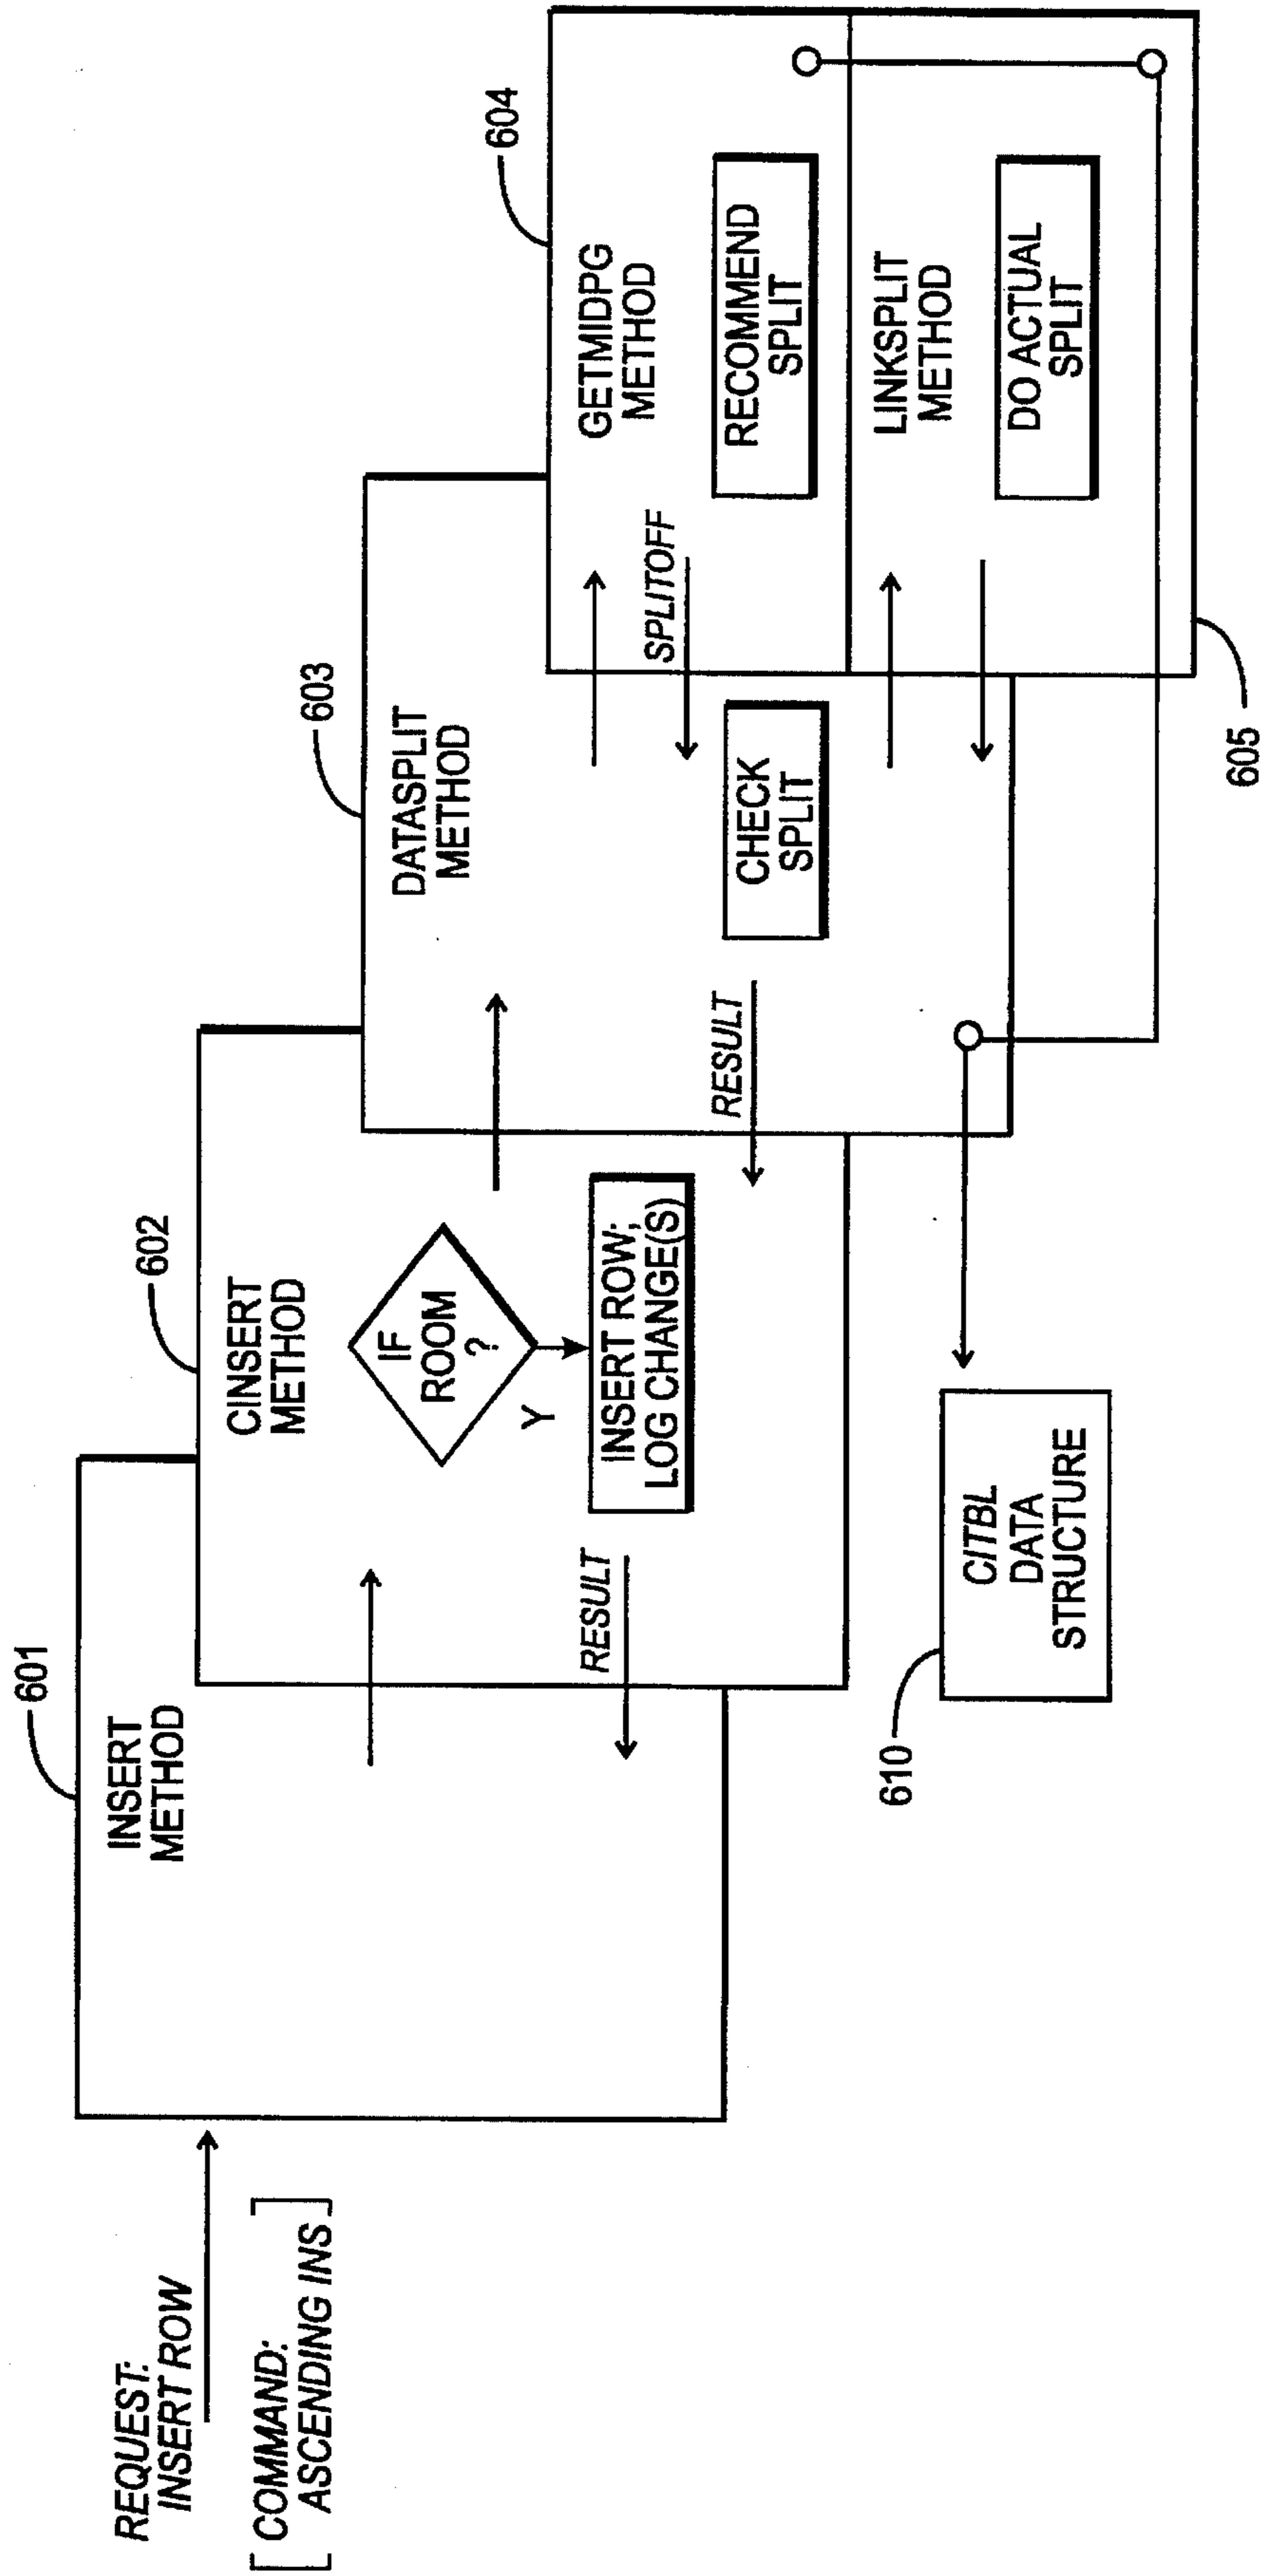 REQUEST:
INSERT ROW
[ COMMAND:
ASCENDING INS ]
601
INSERT
METHOD
602
CINSERT
METHOD
IF
ROOM
?
Y
INSERT ROW;
LOG CHANGE(S)
RESULT
603
DATASPLIT
METHOD
CHECK
SPLIT
RESULT
604
GETMIDPG
METHOD
SPLITOFF
RECOMMEND
SPLIT
LINKSPLIT
METHOD
DO ACTUAL
SPLIT
605
610
CITBL
DATA
STRUCTURE